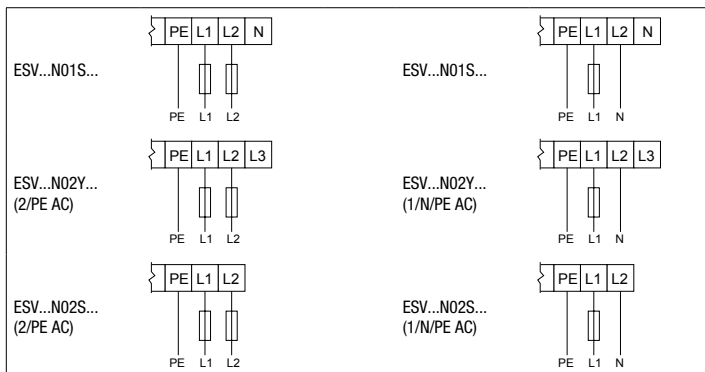 PE L1 L2 N
ESV...N01S...
PE L1 L2
PE L1 L2 N
ESV...N01S...
PE L1 N
PE L1 L2 L3
ESV...N02Y...
(2/PE AC)
PE L1 L2
PE L1 L2 L3
ESV...N02Y...
(1/N/PE AC)
PE L1 N
PE L1 L2
ESV...N02S...
(2/PE AC)
PE L1 L2
PE L1 L2
ESV...N02S...
(1/N/PE AC)
PE L1 N